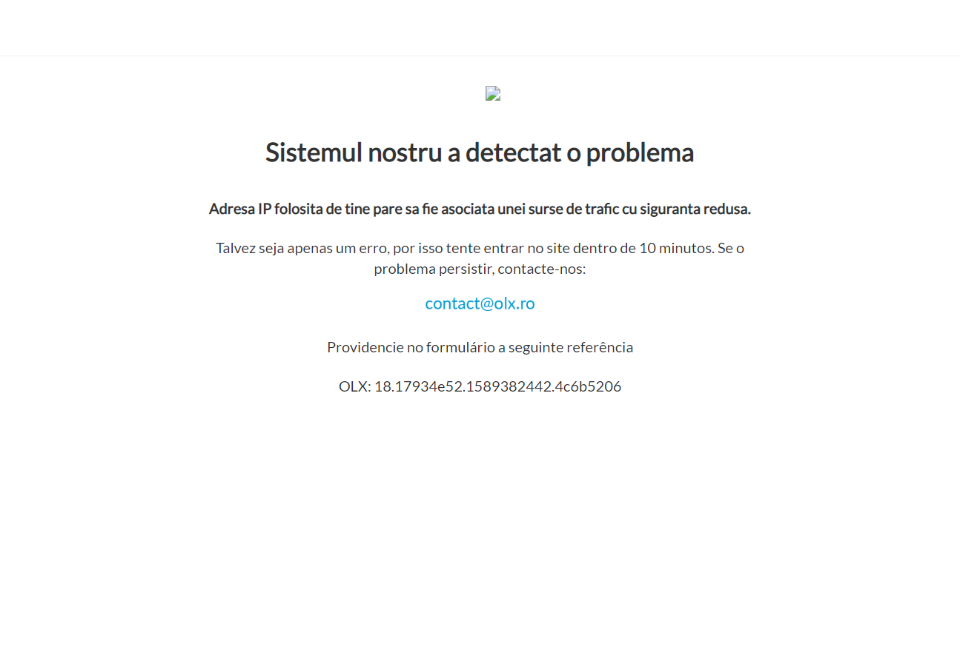 Sistemul nostru a detectat o problema
Adresa IP folosita de tine pare sa fie asociata unei surse de trafic cu siguranta redusa.
Talvez seja apenas um erro, por isso tente entrar no site dentro de 10 minutos. Se o
problema persistir, contacte-nos:
contact@olx.ro
Providencie no formulário a seguinte referência
OLX: 18.17934e52.1589382442.4c6b5206